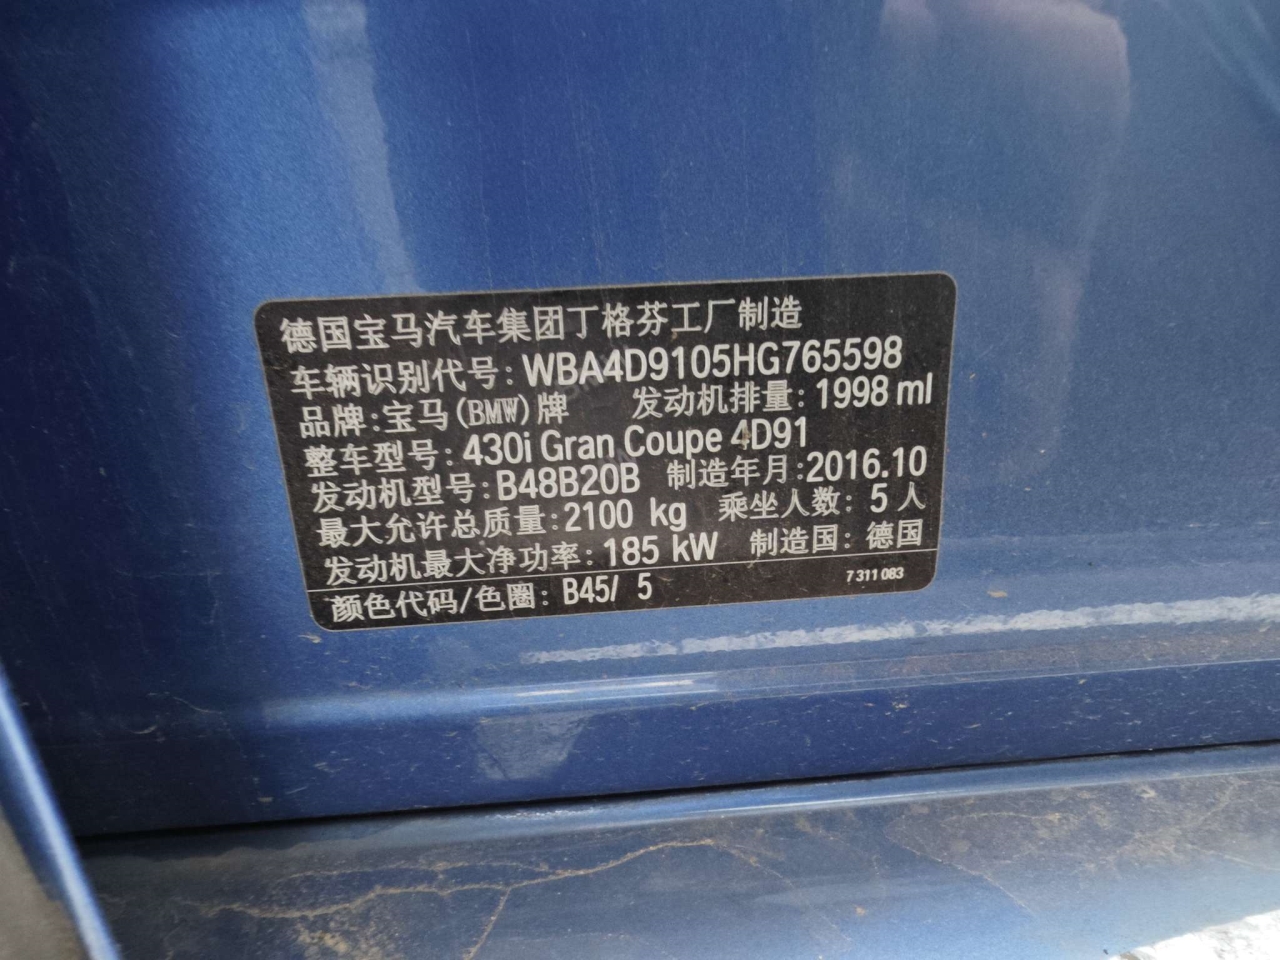 德国宝马汽车集团丁格芬工厂制造
车辆识别代号: WBA4D9105HG765598
品牌:宝马(BMW)牌 发动机排量: 1998 ml
整车型号: 430i Gran Coupe 4D91
发动机型号: B48B20B 制造年月:2016.10
最大允许总质量:2100 kg 乘坐人数: 5 人
发动机最大净功率: 185 kW 制造国: 德国
颜色代码/色圈: B45/ 5 7 311 083